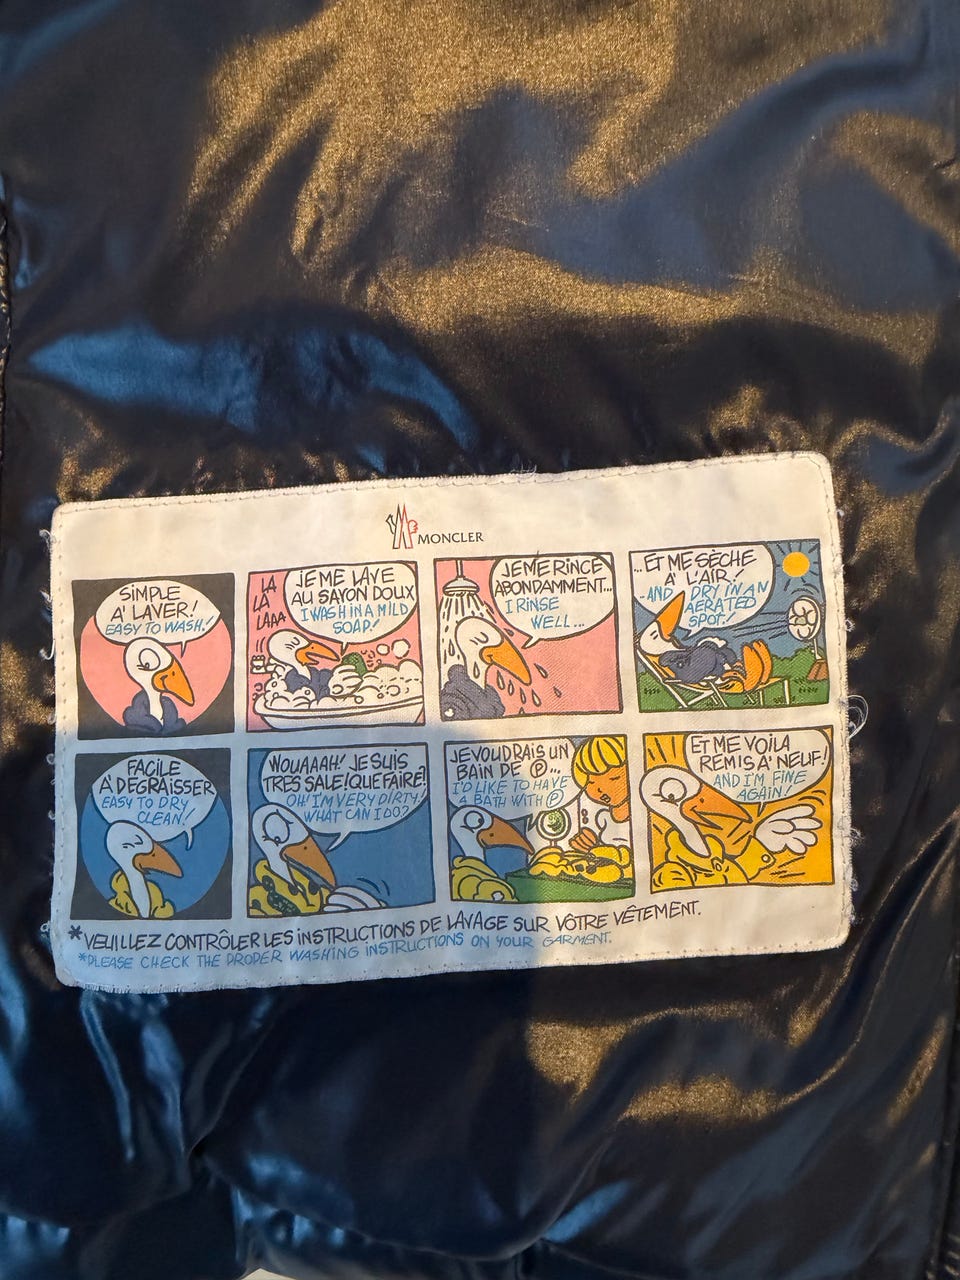 MONCLER
SIMPLE
A' LAVER!
EASY TO WASH!
LA
LA
LAAA
JE ME LAVE
AU SAVON DOUX
I WASH IN A MILD
SOAP!
JE ME RINCE
ABONDAMMENT...
I RINSE
WELL...
...ET ME SÈCHE
A' L'AIR.
...AND I DRY IN AN
AERATED
SPOT!
FACILE
A' DEGRAISSER
EASY TO DRY
CLEAN!
WOUAAAH! JE SUIS
TRES SALE! QUE FAIRE!
OH! I'M VERY DIRTY!
WHAT CAN I DO?
JE VOUDRAIS UN
BAIN DE Ⓟ...
I'D LIKE TO HAVE
A BATH WITH Ⓟ
ET ME VOILA
REMIS A' NEUF!
AND I'M FINE
AGAIN!
*VEUILLEZ CONTRÔLER LES INSTRUCTIONS DE LAVAGE SUR VÔTRE VÊTEMENT.
*PLEASE CHECK THE PROPER WASHING INSTRUCTIONS ON YOUR GARMENT.